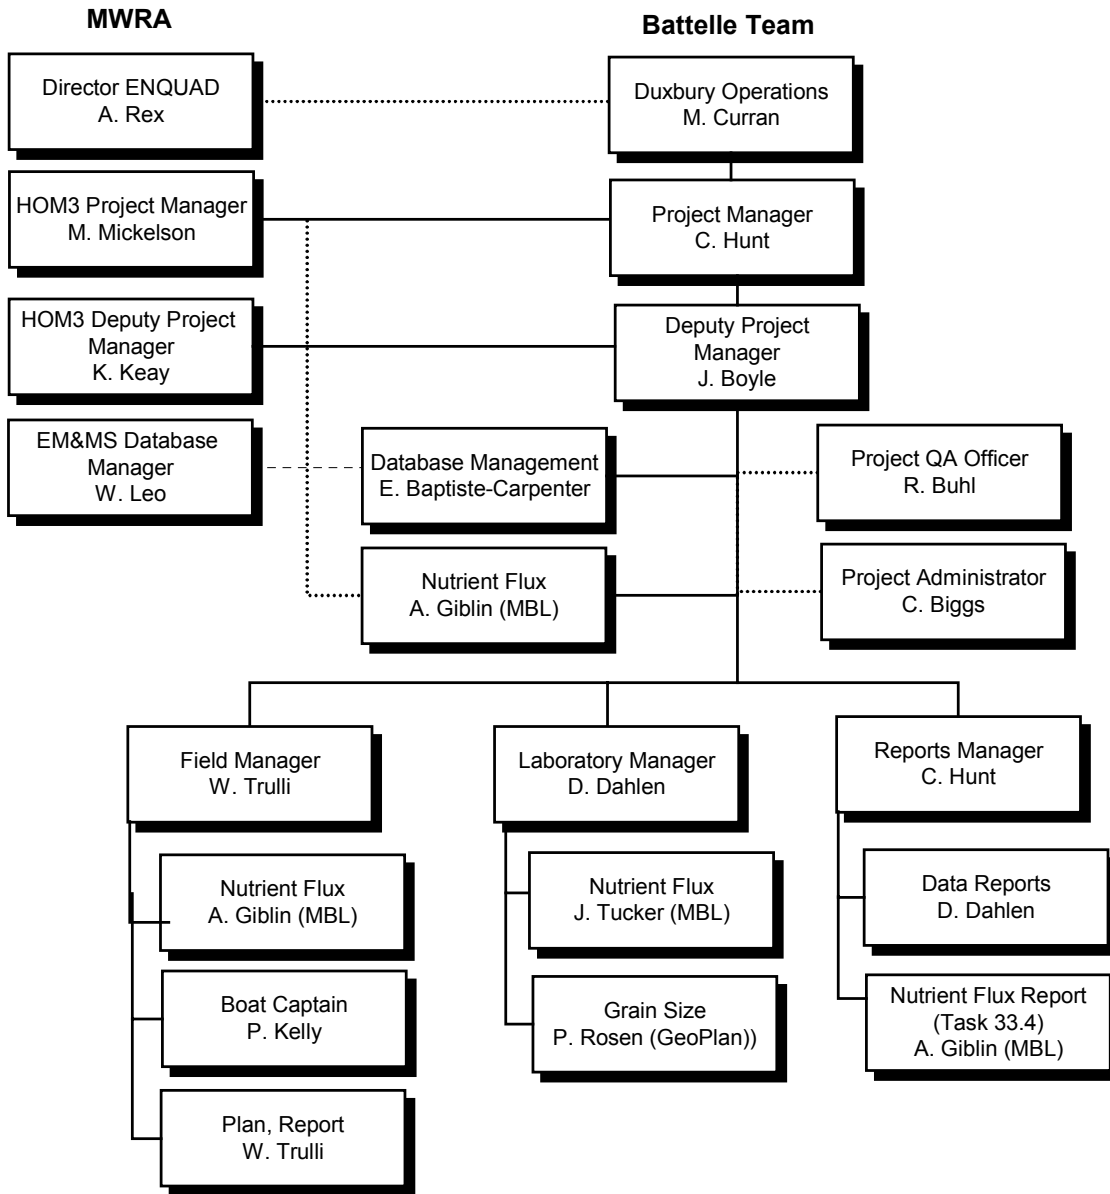 MWRA
Battelle Team
Director ENQUAD
A. Rex
Duxbury Operations
M. Curran
HOM3 Project Manager
M. Mickelson
Project Manager
C. Hunt
HOM3 Deputy Project
Manager
K. Keay
Deputy Project
Manager
J. Boyle
EM&MS Database
Manager
W. Leo
Database Management
E. Baptiste-Carpenter
Project QA Officer
R. Buhl
Nutrient Flux
A. Giblin (MBL)
Project Administrator
C. Biggs
Field Manager
W. Trulli
Laboratory Manager
D. Dahlen
Reports Manager
C. Hunt
Nutrient Flux
A. Giblin (MBL)
Nutrient Flux
J. Tucker (MBL)
Data Reports
D. Dahlen
Boat Captain
P. Kelly
Grain Size
P. Rosen (GeoPlan))
Nutrient Flux Report
(Task 33.4)
A. Giblin (MBL)
Plan, Report
W. Trulli